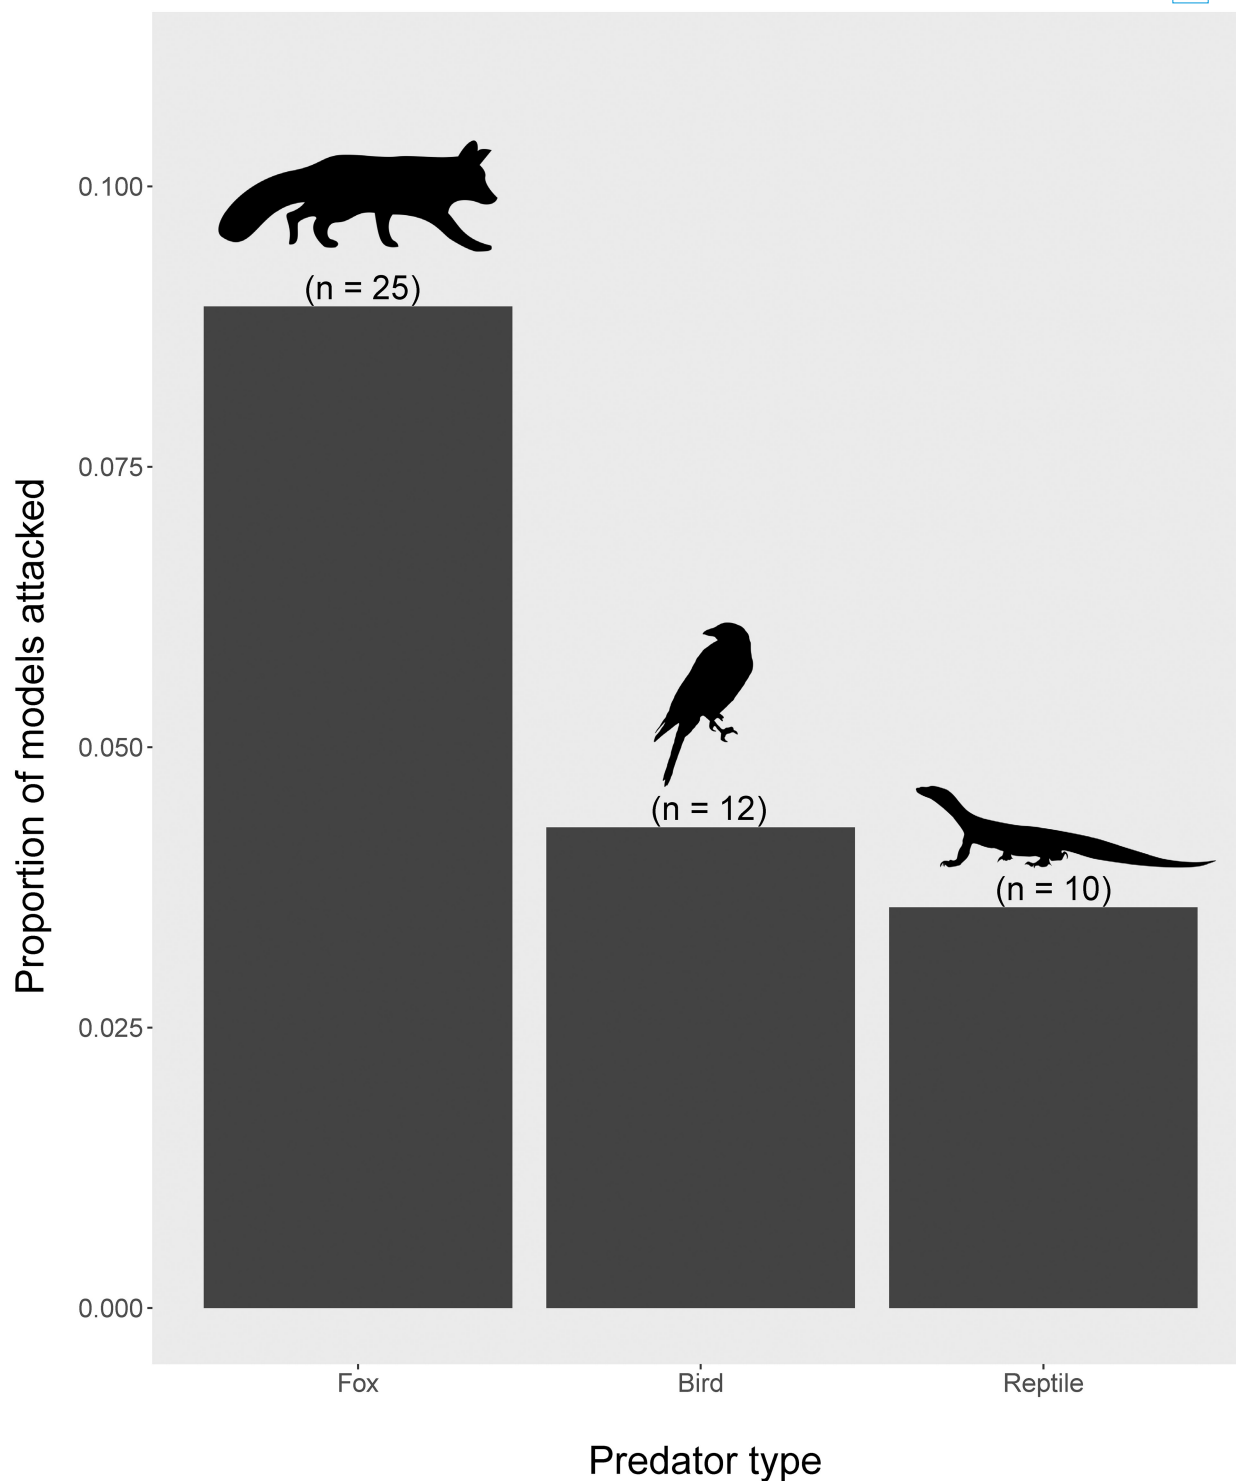 0.100
(n = 25)
0.075
Proportion of models attacked
0.050
(n = 12)
(n = 10)
0.025
0.000
Fox
Bird
Reptile
Predator type